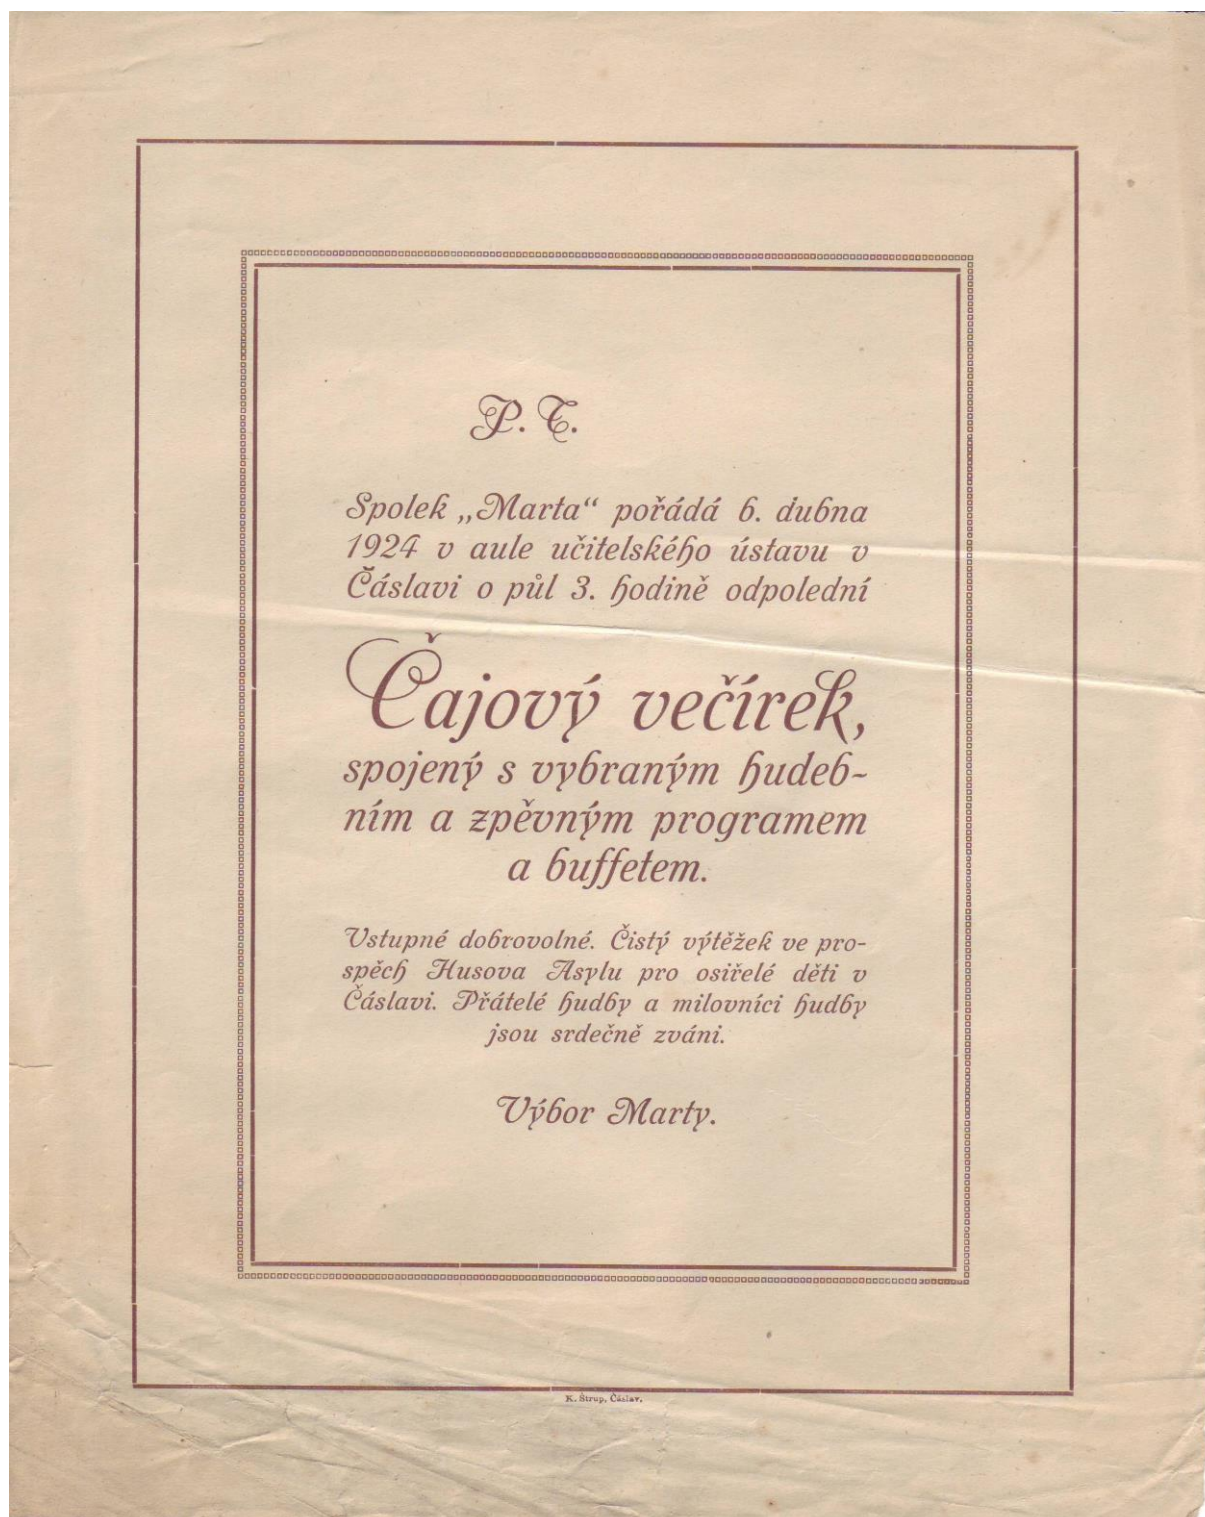 P. T.
Spolek „Marta“ pořádá 6. dubna
1924 v aule učitelského ústavu v
Čáslavi o půl 3. hodině odpolední
Čajový večírek,
spojený s vybraným hudeb-
ním a zpěvným programem
a buffetem.
Vstupné dobrovolné. Čistý výtěžek ve pro-
spěch Husova Asylu pro osiřelé děti v
Čáslavi. Přátelé hudby a milovníci hudby
jsou srdečně zváni.
Výbor Marty.
K. Štrup, Čáslav.